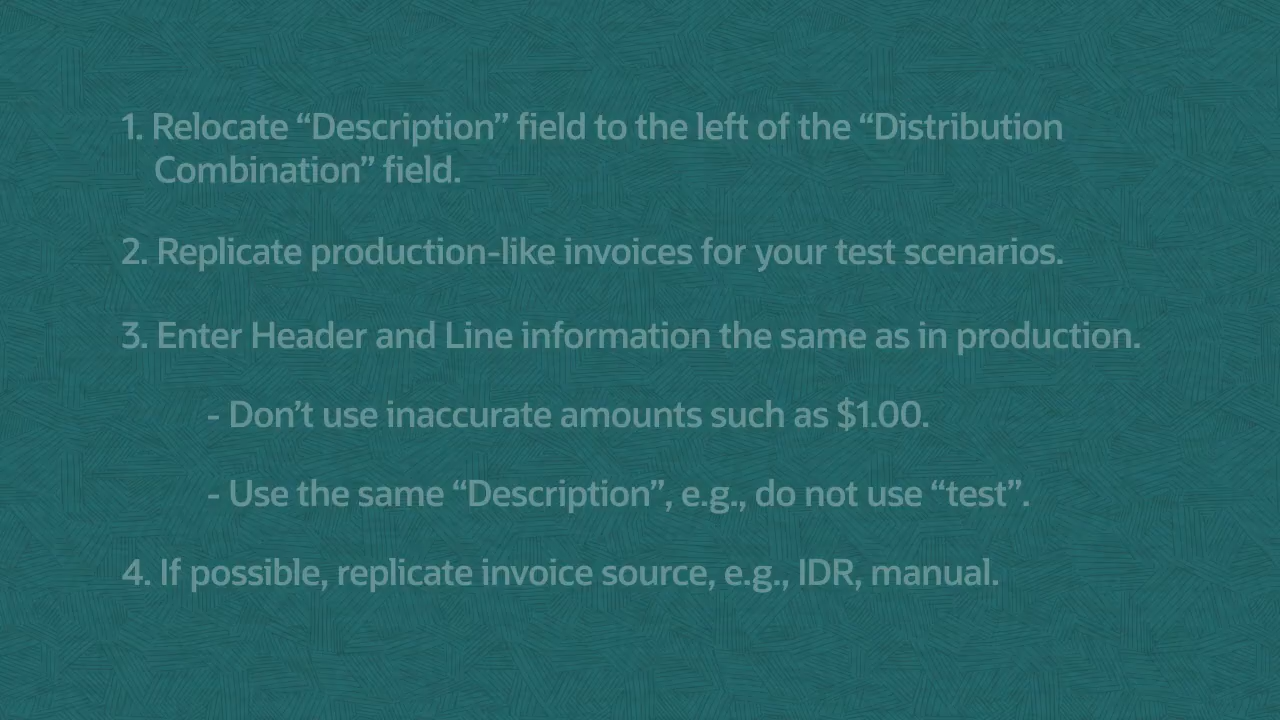 1. Relocate “Description” field to the left of the “Distribution
Combination” field.
2. Replicate production-like invoices for your test scenarios.
3. Enter Header and Line information the same as in production.
- Don’t use inaccurate amounts such as $1.00.
- Use the same “Description”, e.g., do not use “test”.
4. If possible, replicate invoice source, e.g., IDR, manual.